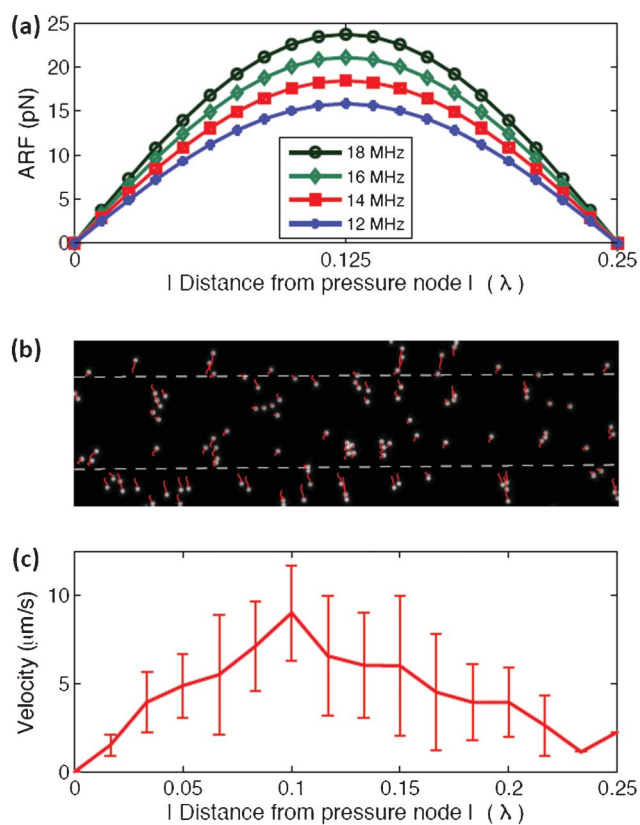 (a)
25
20
15
10
5
0
ARF (pN)
18 MHz
16 MHz
14 MHz
12 MHz
0 0.125 0.25
| Distance from pressure node | (λ)
(b)
(c)
10
5
0
Velocity (μm/s)
0 0.05 0.1 0.15 0.2 0.25
| Distance from pressure node | (λ)